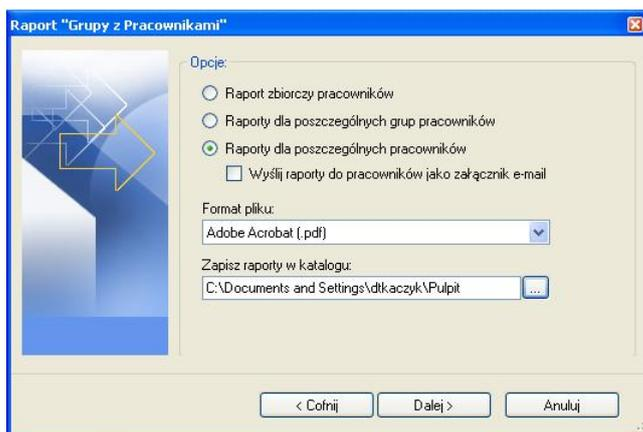 Raport "Grupy z Pracownikami"
Opcje:
Raport zbiorczy pracowników
Raporty dla poszczególnych grup pracowników
Raporty dla poszczególnych pracowników
Wyślij raporty do pracowników jako załącznik e-mail
Format pliku:
Adobe Acrobat (.pdf)
Zapisz raporty w katalogu:
C:\Documents and Settings\dtkaczyk\Pulpit
...
< Cofnij
Dalej >
Anuluj